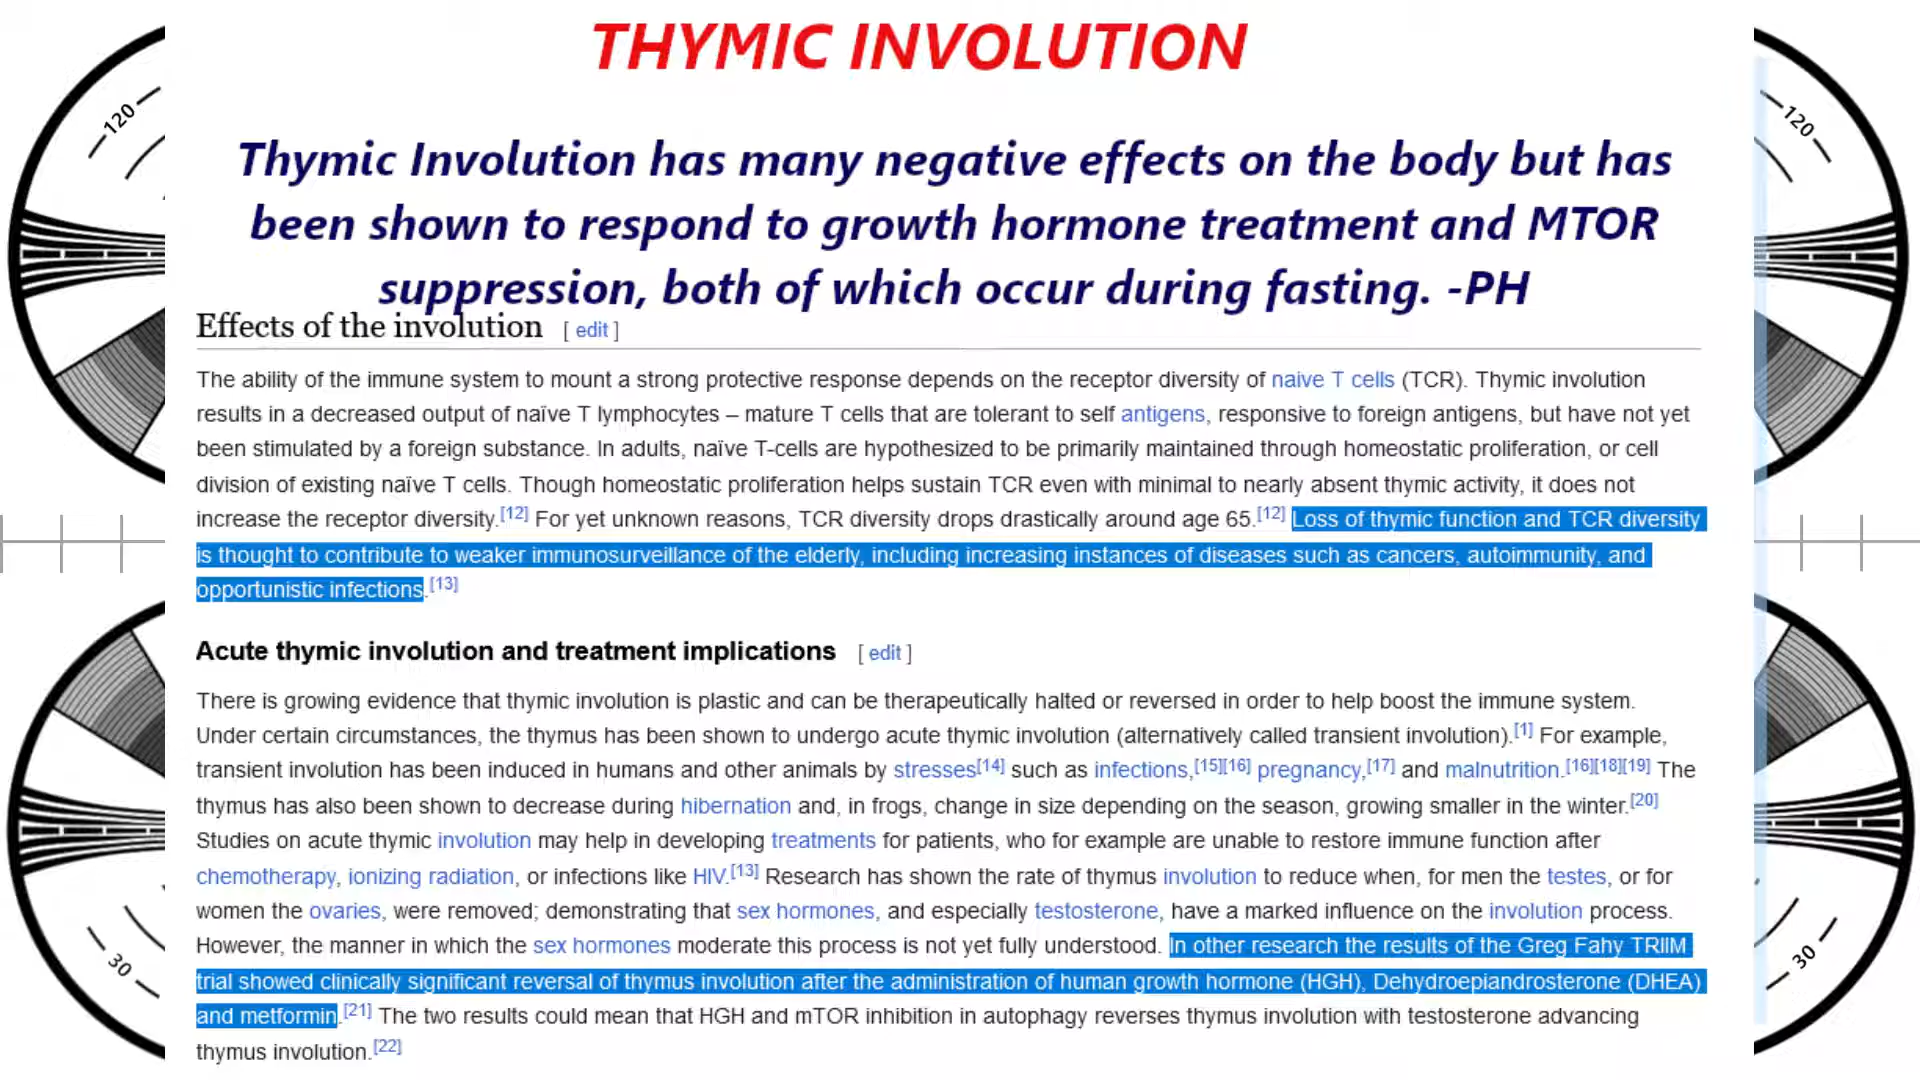 THYMIC INVOLUTION
120
120
Thymic Involution has many negative effects on the body but has
been shown to respond to growth hormone treatment and MTOR
suppression, both of which occur during fasting. -PH
Effects of the involution [ edit ]
The ability of the immune system to mount a strong protective response depends on the receptor diversity of naive T cells (TCR). Thymic involution
results in a decreased output of naïve T lymphocytes – mature T cells that are tolerant to self antigens, responsive to foreign antigens, but have not yet
been stimulated by a foreign substance. In adults, naïve T-cells are hypothesized to be primarily maintained through homeostatic proliferation, or cell
division of existing naïve T cells. Though homeostatic proliferation helps sustain TCR even with minimal to nearly absent thymic activity, it does not
increase the receptor diversity.[12] For yet unknown reasons, TCR diversity drops drastically around age 65.[12] Loss of thymic function and TCR diversity
is thought to contribute to weaker immunosurveillance of the elderly, including increasing instances of diseases such as cancers, autoimmunity, and
opportunistic infections.[13]
Acute thymic involution and treatment implications [ edit ]
There is growing evidence that thymic involution is plastic and can be therapeutically halted or reversed in order to help boost the immune system.
Under certain circumstances, the thymus has been shown to undergo acute thymic involution (alternatively called transient involution).[1] For example,
transient involution has been induced in humans and other animals by stresses[14] such as infections,[15][16] pregnancy,[17] and malnutrition.[16][18][19] The
thymus has also been shown to decrease during hibernation and, in frogs, change in size depending on the season, growing smaller in the winter.[20]
Studies on acute thymic involution may help in developing treatments for patients, who for example are unable to restore immune function after
chemotherapy, ionizing radiation, or infections like HIV.[13] Research has shown the rate of thymus involution to reduce when, for men the testes, or for
women the ovaries, were removed; demonstrating that sex hormones, and especially testosterone, have a marked influence on the involution process.
However, the manner in which the sex hormones moderate this process is not yet fully understood. In other research the results of the Greg Fahy TRIIM
trial showed clinically significant reversal of thymus involution after the administration of human growth hormone (HGH), Dehydroepiandrosterone (DHEA)
and metformin.[21] The two results could mean that HGH and mTOR inhibition in autophagy reverses thymus involution with testosterone advancing
thymus involution.[22]
30
30